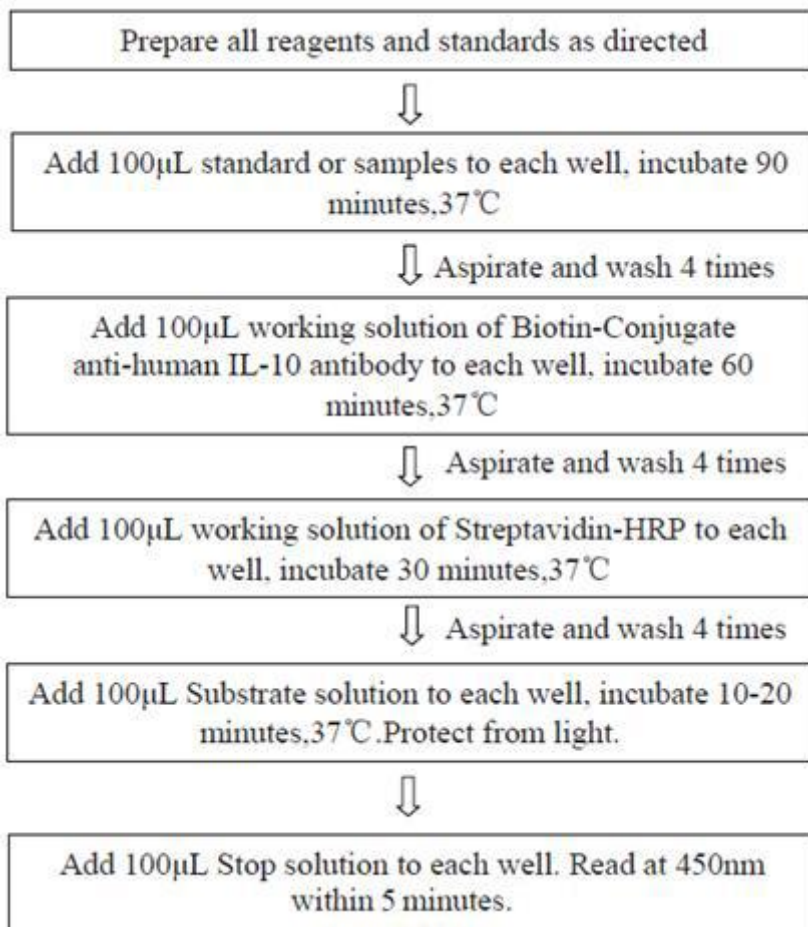 Prepare all reagents and standards as directed
Add 100μL standard or samples to each well, incubate 90
minutes,37℃
Aspirate and wash 4 times
Add 100μL working solution of Biotin-Conjugate
anti-human IL-10 antibody to each well, incubate 60
minutes,37℃
Aspirate and wash 4 times
Add 100μL working solution of Streptavidin-HRP to each
well, incubate 30 minutes,37℃
Aspirate and wash 4 times
Add 100μL Substrate solution to each well, incubate 10-20
minutes,37℃.Protect from light.
Add 100μL Stop solution to each well. Read at 450nm
within 5 minutes.